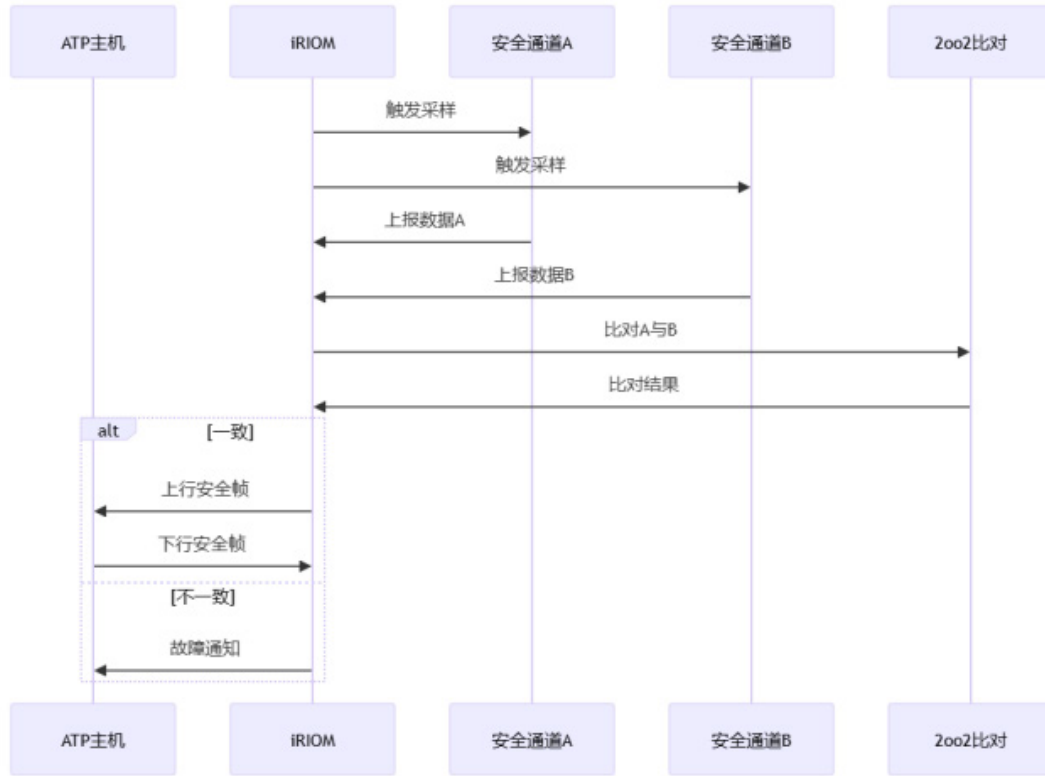 ATP主机 iRIOM 安全通道A 安全通道B 2oo2比对
触发采样
触发采样
上报数据A
上报数据B
比对A与B
比对结果
alt [一致]
上行安全帧
下行安全帧
[不一致]
故障通知
ATP主机 iRIOM 安全通道A 安全通道B 2oo2比对